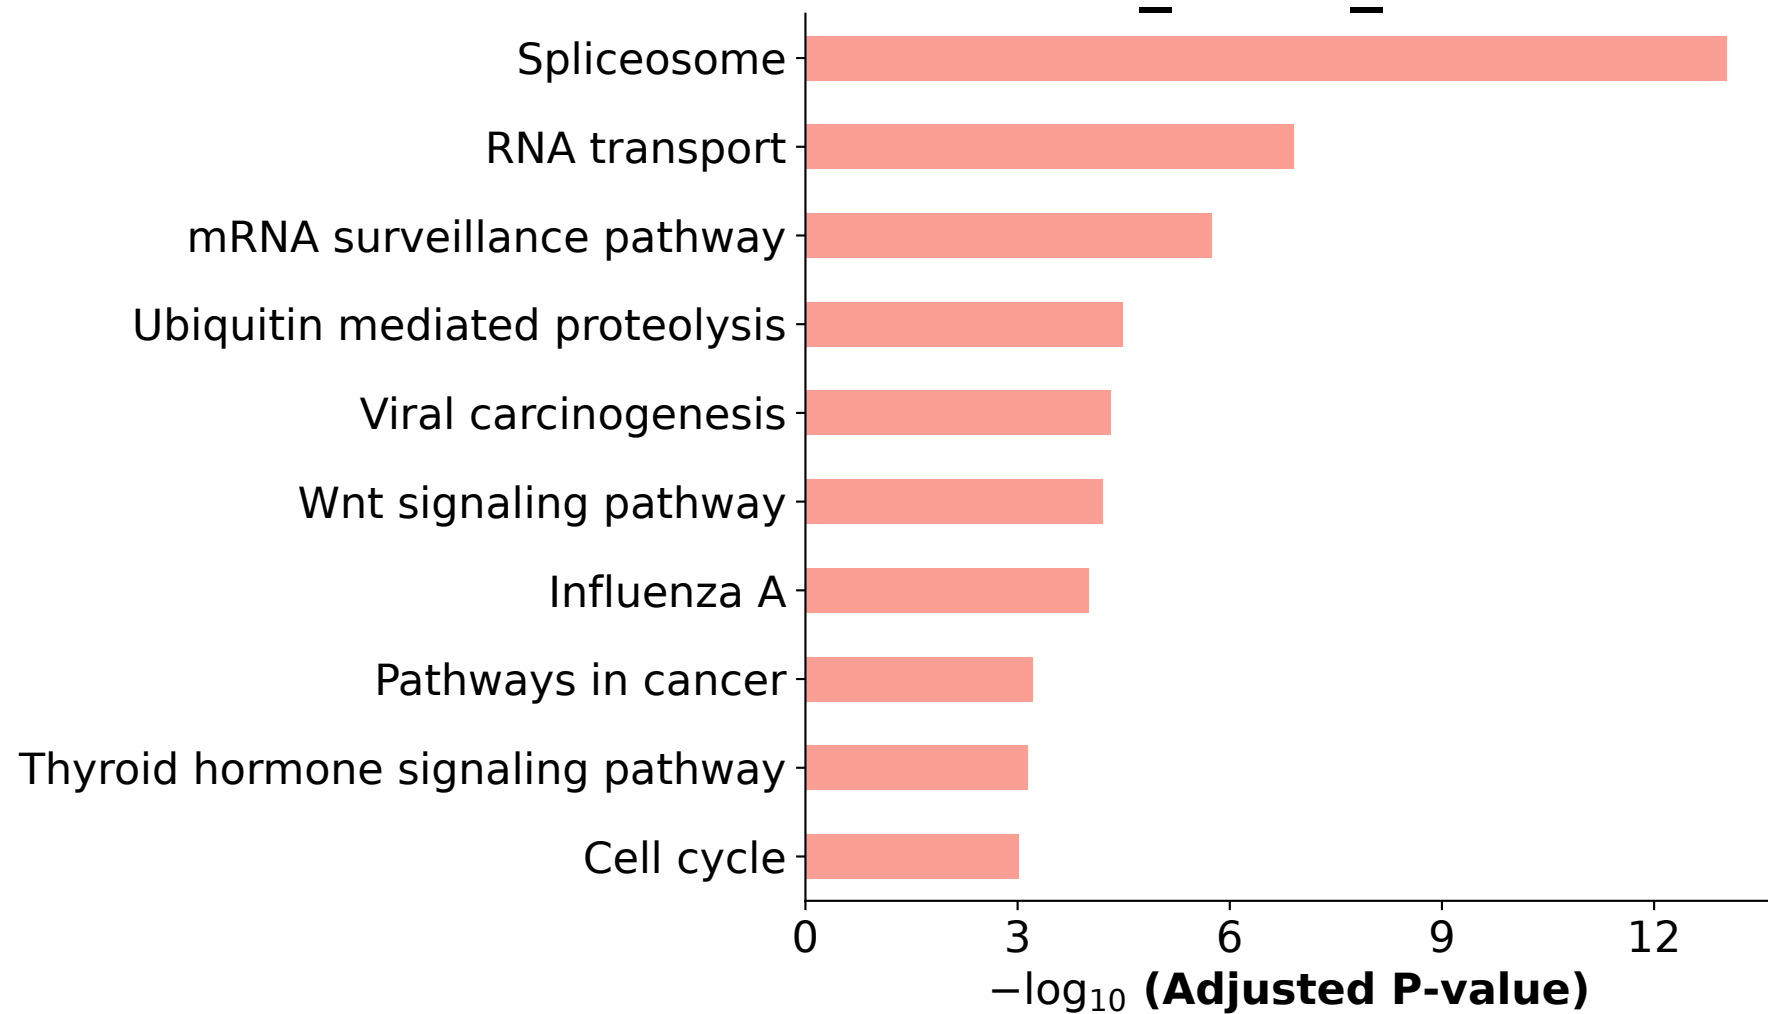 Spliceosome
RNA transport
mRNA surveillance pathway
Ubiquitin mediated proteolysis
Viral carcinogenesis
Wnt signaling pathway
Influenza A
Pathways in cancer
Thyroid hormone signaling pathway
Cell cycle
0 3 6 9 12
−log₁₀ (Adjusted P-value)